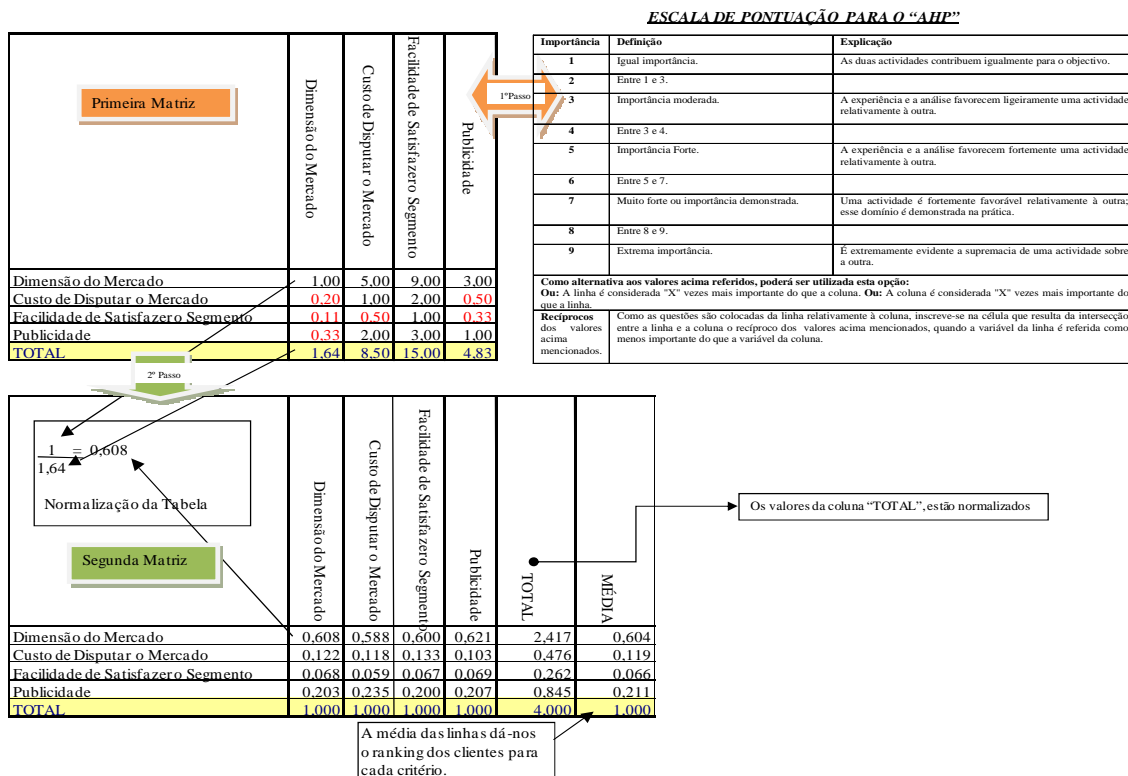 ESCALA DE PONTUAÇÃO PARA O “AHP”
Primeira Matriz
Dimensão do Mercado
Custo de Disputar o Mercado
Facilidade de Satisfazero Segmento
Publicidade
1ºPasso
Dimensão do Mercado 1,00 5,00 9,00 3,00
Custo de Disputar o Mercado 0,20 1,00 2,00 0,50
Facilidade de Satisfazero Segmento 0,11 0,50 1,00 0,33
Publicidade 0,33 2,00 3,00 1,00
TOTAL 1,64 8,50 15,00 4,83
Importância Definição Explicação
1 Igual importância. As duas actividades contribuem igualmente para o objectivo.
2 Entre 1 e 3.
3 Importância moderada. A experiência e a análise favorecem ligeiramente uma actividade
relativamente à outra.
4 Entre 3 e 4.
5 Importância Forte. A experiência e a análise favorecem fortemente uma actividade
relativamente à outra.
6 Entre 5 e 7.
7 Muito forte ou importância demonstrada. Uma actividade é fortemente favorável relativamente à outra;
esse domínio é demonstrada na prática.
8 Entre 8 e 9.
9 Extrema importância. É extremamente evidente a supremacia de uma actividade sobre
a outra.
Como alternativa aos valores acima referidos, poderá ser utilizada esta opção:
Ou: A linha é considerada "X" vezes mais importante do que a coluna. Ou: A coluna é considerada "X" vezes mais importante do
que a linha.
Recíprocos
dos valores
acima
mencionados.
Como as questões são colocadas da linha relativamente à coluna, inscreve-se na célula que resulta da intersecção
entre a linha e a coluna o recíproco dos valores acima mencionados, quando a variável da linha é referida como
menos importante do que a variável da coluna.
2º Passo
1 = 0,608
1,64
Normalização da Tabela
Segunda Matriz
Dimensão do Mercado
Custo de Disputar o Mercado
Facilidade de Satisfazero Segmento
Publicidade
TOTAL
MÉDIA
Os valores da coluna “TOTAL”, estão normalizados
Dimensão do Mercado 0,608 0,588 0,600 0,621 2,417 0,604
Custo de Disputar o Mercado 0,122 0,118 0,133 0,103 0,476 0,119
Facilidade de Satisfazero Segmento 0,068 0,059 0,067 0,069 0,262 0,066
Publicidade 0,203 0,235 0,200 0,207 0,845 0,211
TOTAL 1,000 1,000 1,000 1,000 4,000 1,000
A média das linhas dá-nos
o ranking dos clientes para
cada critério.